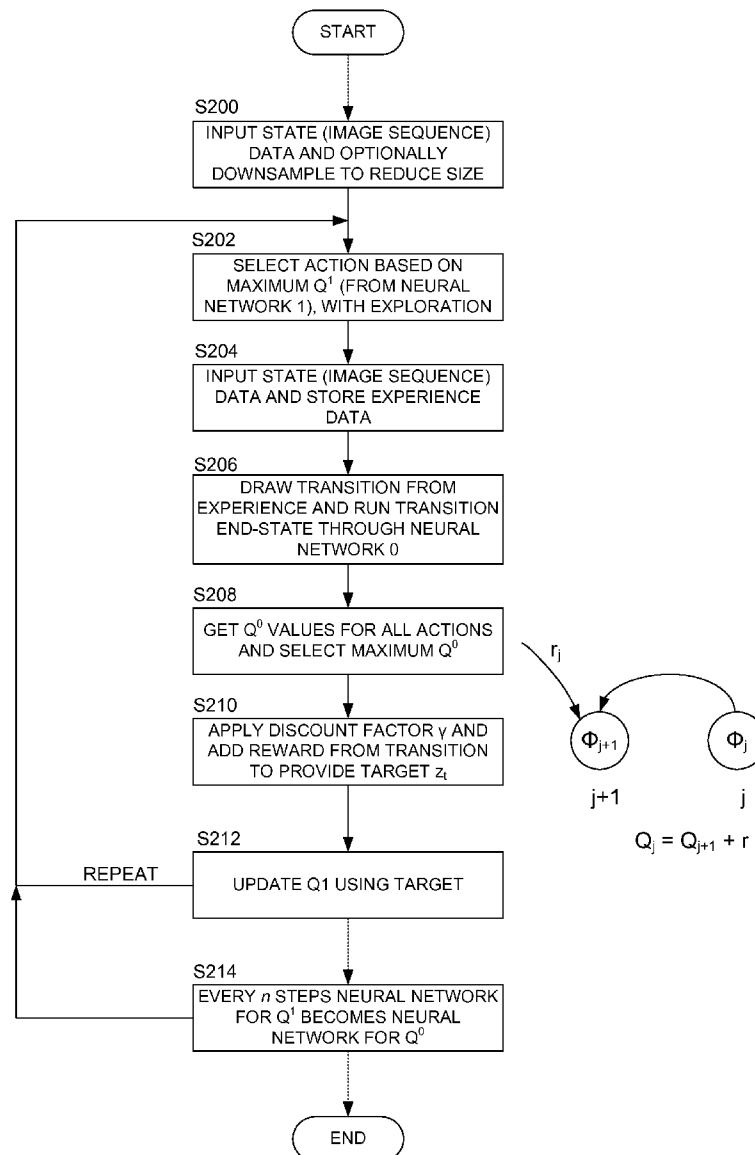 START
S200
INPUT STATE (IMAGE SEQUENCE)
DATA AND OPTIONALLY
DOWNSAMPLE TO REDUCE SIZE
S202
SELECT ACTION BASED ON
MAXIMUM Q¹ (FROM NEURAL
NETWORK 1), WITH EXPLORATION
S204
INPUT STATE (IMAGE SEQUENCE)
DATA AND STORE EXPERIENCE
DATA
S206
DRAW TRANSITION FROM
EXPERIENCE AND RUN TRANSITION
END-STATE THROUGH NEURAL
NETWORK 0
S208
GET Q⁰ VALUES FOR ALL ACTIONS
AND SELECT MAXIMUM Q⁰
rⱼ
S210
APPLY DISCOUNT FACTOR γ AND
ADD REWARD FROM TRANSITION
TO PROVIDE TARGET zₜ
Φⱼ₊₁
Φⱼ
j+1
j
Qⱼ = Qⱼ₊₁ + r
S212
REPEAT
UPDATE Q1 USING TARGET
S214
EVERY n STEPS NEURAL NETWORK
FOR Q¹ BECOMES NEURAL
NETWORK FOR Q⁰
END